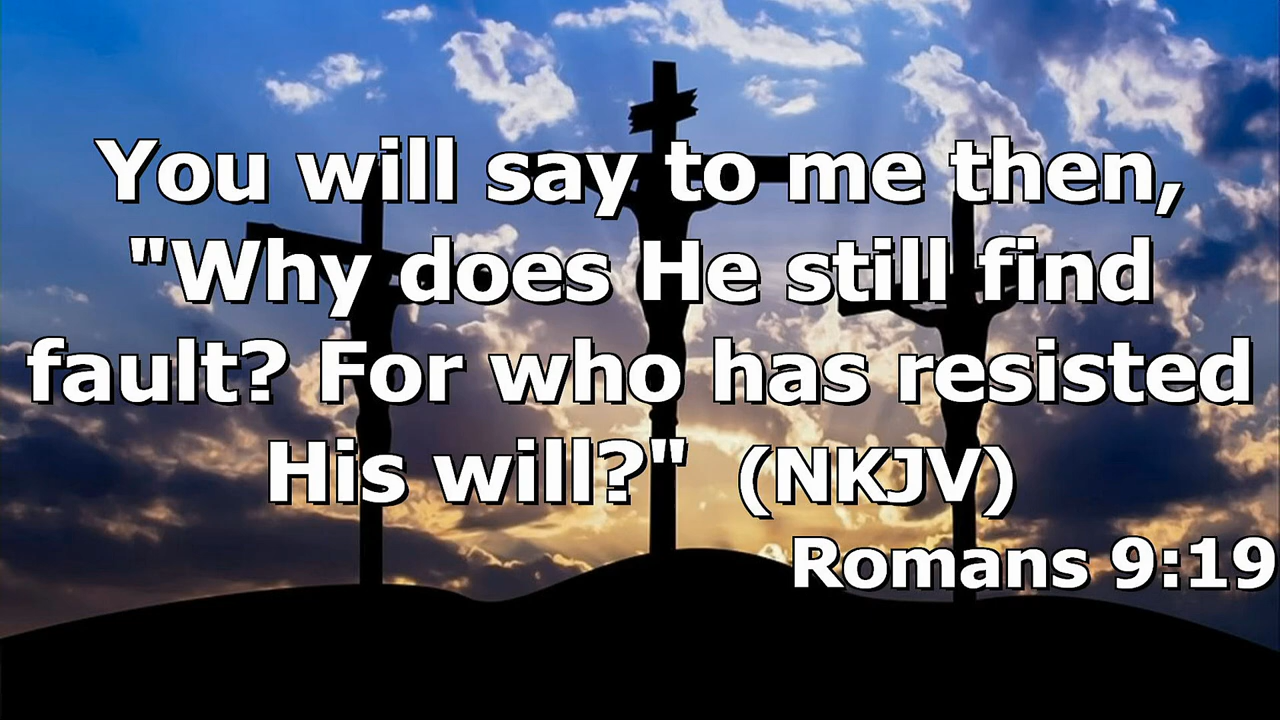 You will say to me then,
"Why does He still find
fault? For who has resisted
His will?" (NKJV)
Romans 9:19